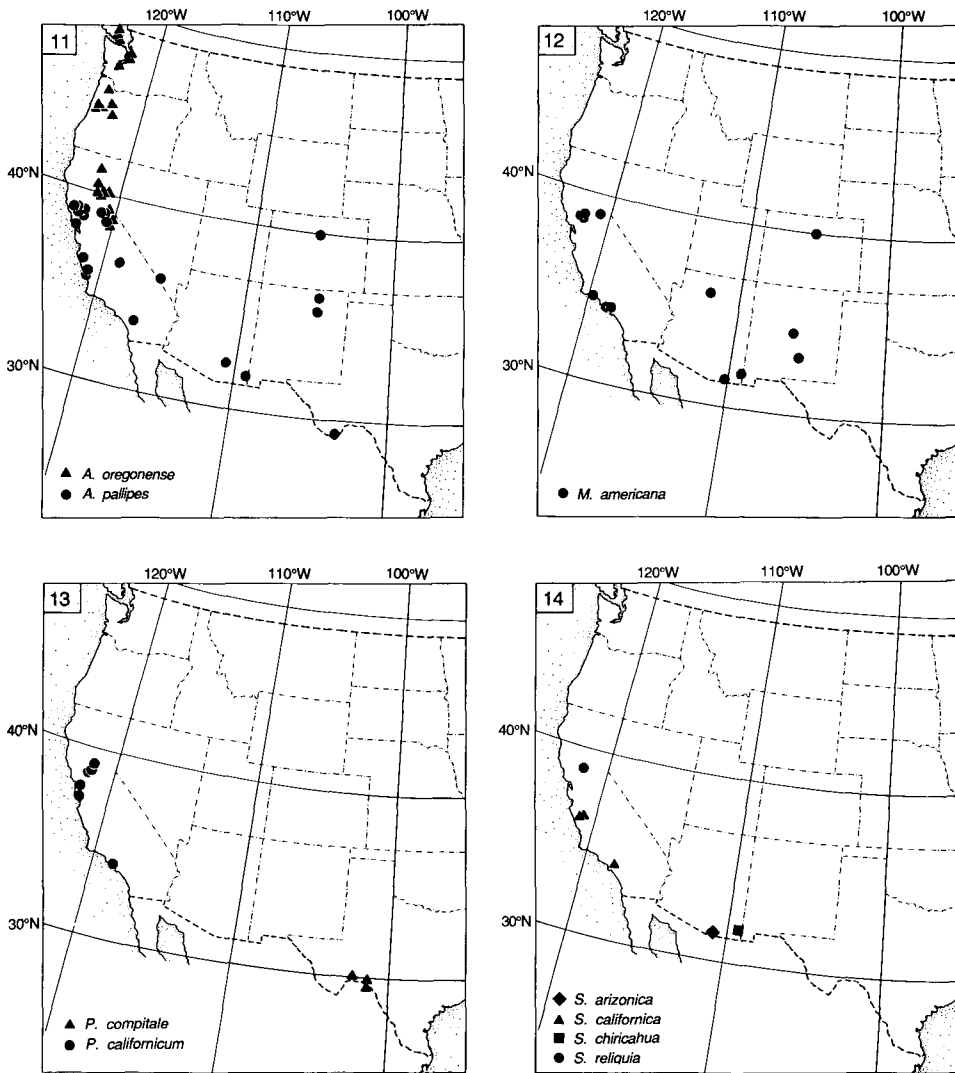 11
120°W
110°W
100°W
40°N
30°N
A. oregonense
A. pallipes
12
120°W
110°W
100°W
40°N
30°N
M. americana
13
120°W
110°W
100°W
40°N
30°N
P. compitale
P. californicum
14
120°W
110°W
100°W
40°N
30°N
S. arizonica
S. californica
S. chiricahua
S. reliquia